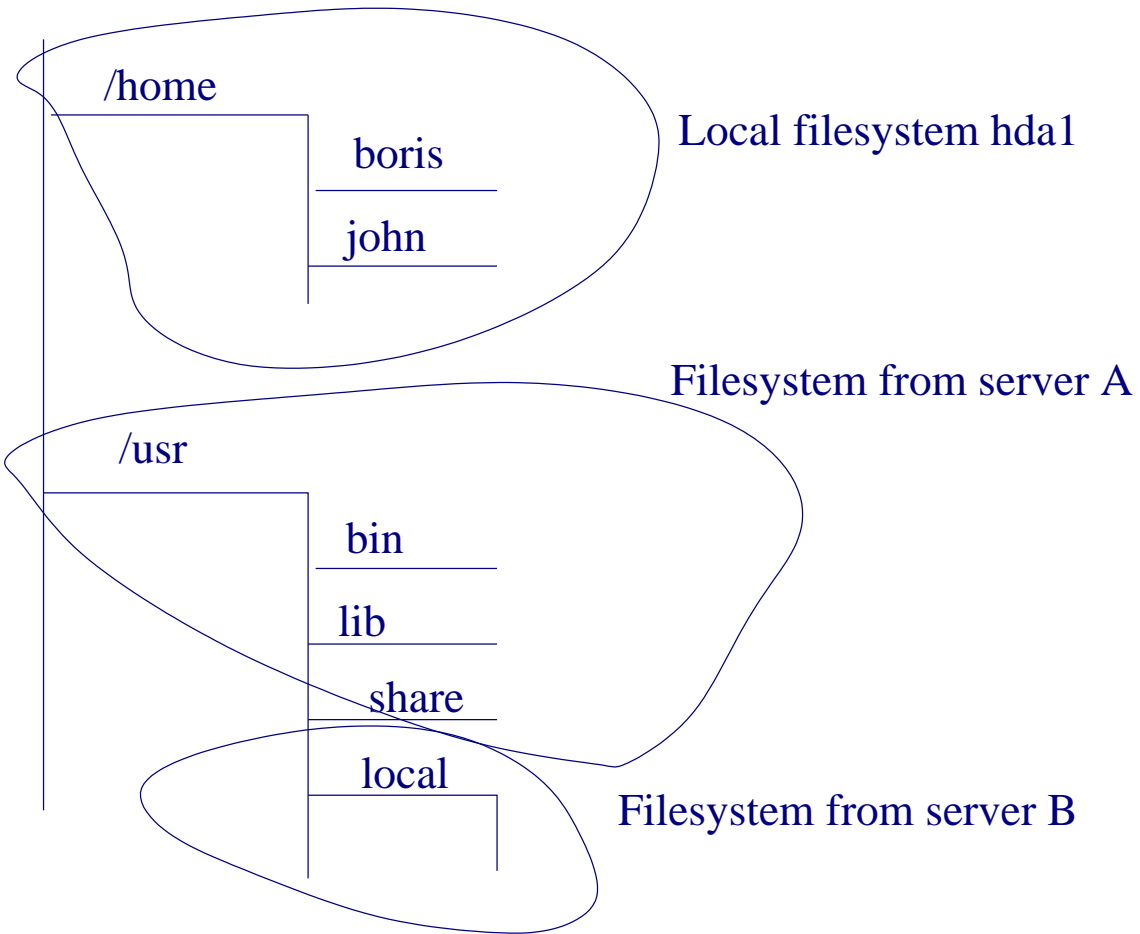 /home
boris
Local filesystem hda1
john
Filesystem from server A
/usr
bin
lib
share
local
Filesystem from server B